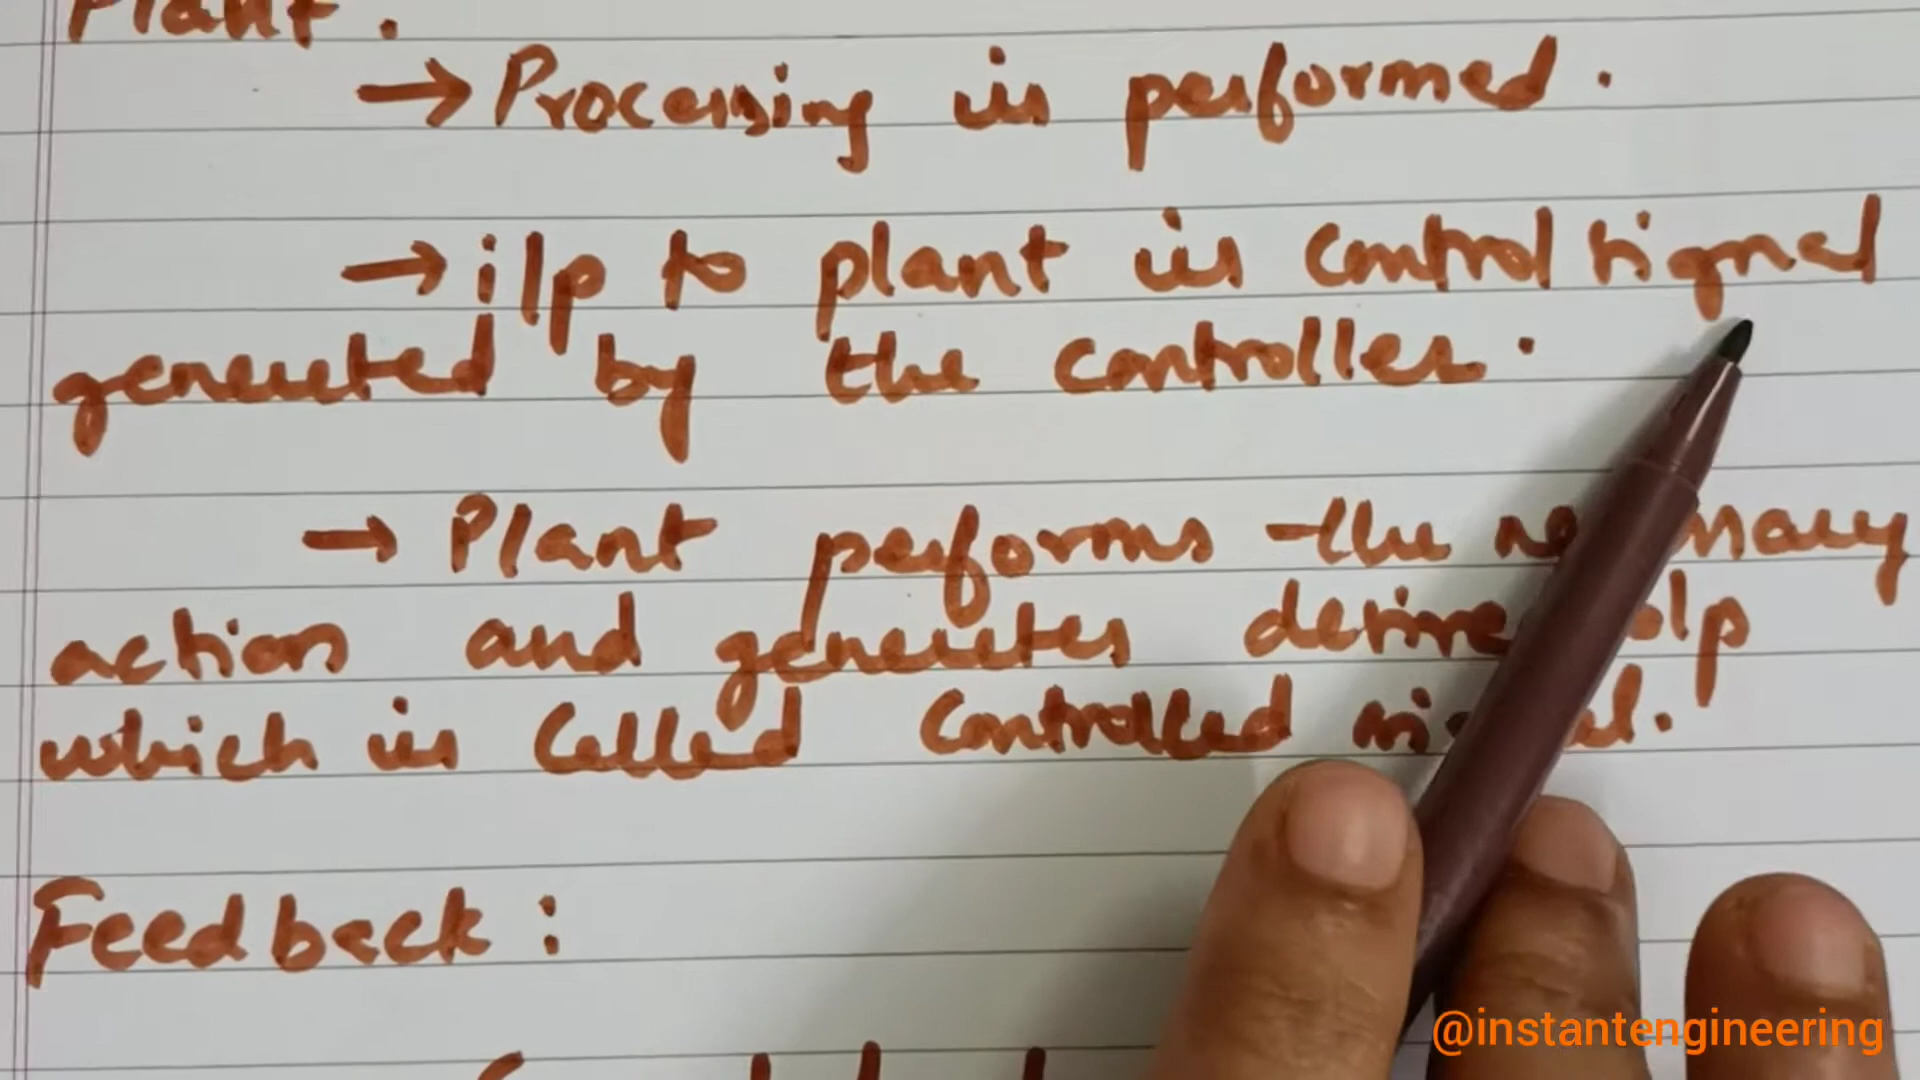 Plant.
→ Processing is performed.
→ i/p to plant is control signal
generated by the controller.
→ Plant performs the
action and generates o/p
which is called controlled
Feedback:
@instantengineering